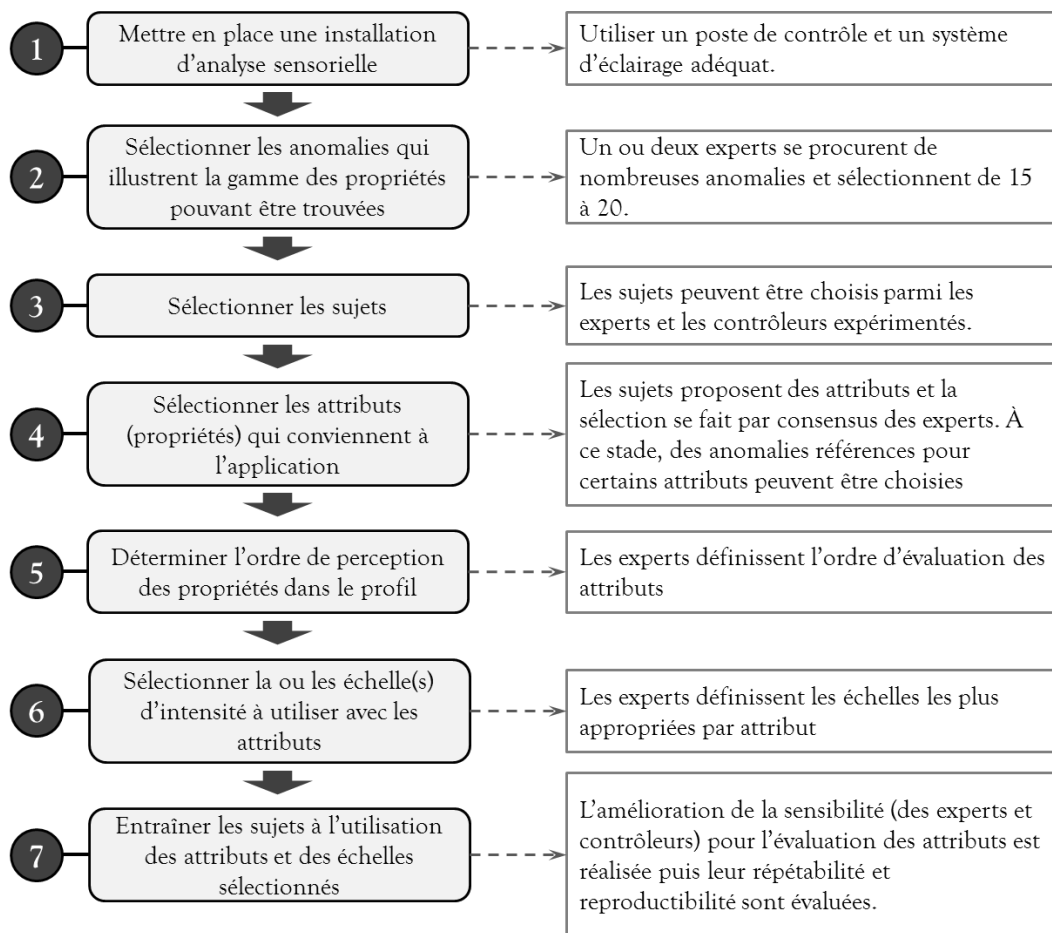 1
Mettre en place une installation
d'analyse sensorielle
Utiliser un poste de contrôle et un système
d'éclairage adéquat.
2
Sélectionner les anomalies qui
illustrent la gamme des propriétés
pouvant être trouvées
Un ou deux experts se procurent de
nombreuses anomalies et sélectionnent de 15
à 20.
3
Sélectionner les sujets
Les sujets peuvent être choisis parmi les
experts et les contrôleurs expérimentés.
4
Sélectionner les attributs
(propriétés) qui conviennent à
l'application
Les sujets proposent des attributs et la
sélection se fait par consensus des experts. À
ce stade, des anomalies références pour
certains attributs peuvent être choisies
5
Déterminer l'ordre de perception
des propriétés dans le profil
Les experts définissent l'ordre d'évaluation des
attributs
6
Sélectionner la ou les échelle(s)
d'intensité à utiliser avec les
attributs
Les experts définissent les échelles les plus
appropriées par attribut
7
Entraîner les sujets à l'utilisation
des attributs et des échelles
sélectionnés
L'amélioration de la sensibilité (des experts et
contrôleurs) pour l'évaluation des attributs est
réalisée puis leur répétabilité et
reproductibilité sont évaluées.